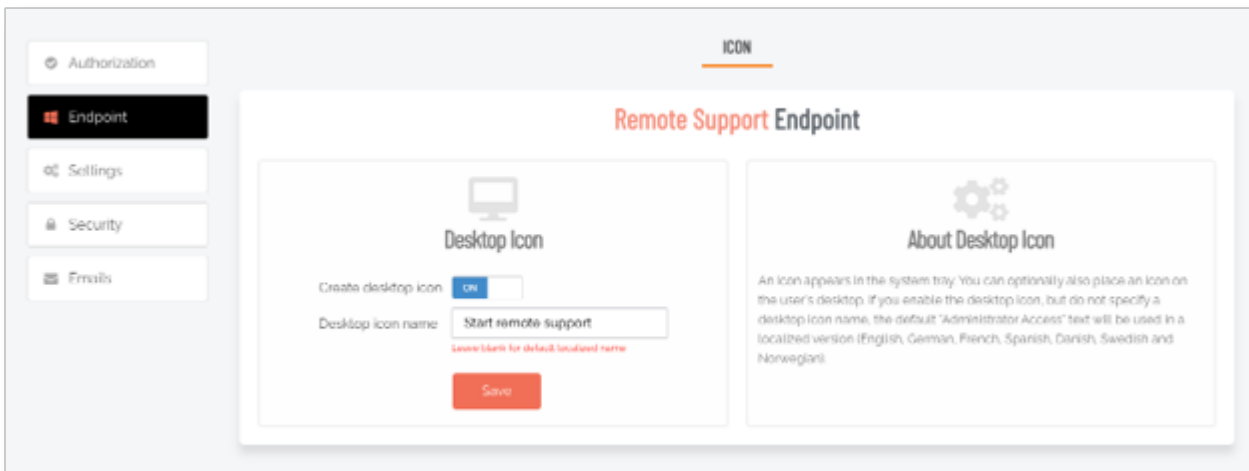 ICON
Authorization
Endpoint
Settings
Security
Emails
Remote Support Endpoint
Desktop Icon
Create desktop icon ON
Desktop icon name Start remote support
Leave blank for default localized name
Save
About Desktop Icon
An icon appears in the system tray. You can optionally also place an icon on
the user's desktop. If you enable the desktop icon, but do not specify a
desktop icon name, the default "Administrator Access" text will be used in a
localized version (English, German, French, Spanish, Danish, Swedish and
Norwegian).